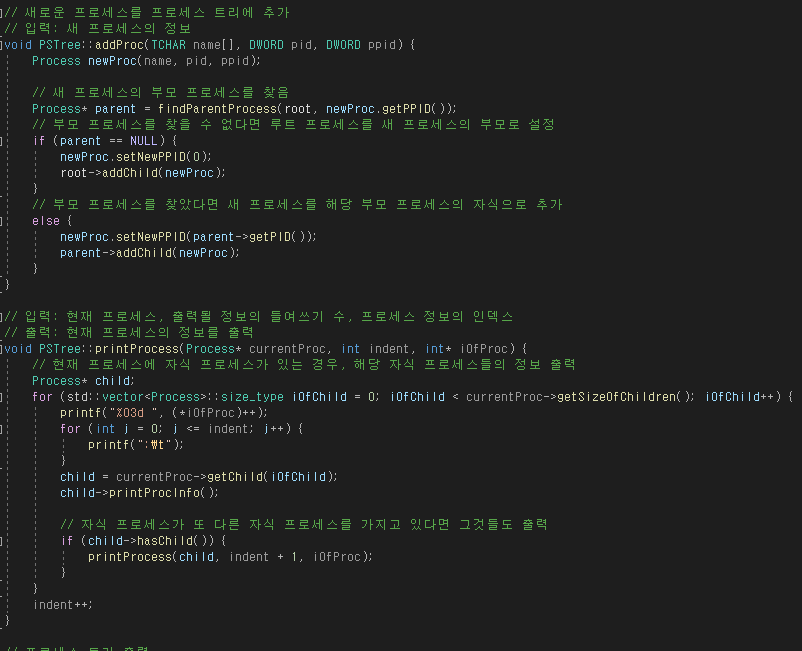 // 새로운 프로세스를 프로세스 트리에 추가
// 입력: 새 프로세스의 정보
void PSTree::addProc(TCHAR name[], DWORD pid, DWORD ppid) {
Process newProc(name, pid, ppid);
// 새 프로세스의 부모 프로세스를 찾음
Process* parent = findParentProcess(root, newProc.getPPID());
// 부모 프로세스를 찾을 수 없다면 루트 프로세스를 새 프로세스의 부모로 설정
if (parent == NULL) {
newProc.setNewPPID(0);
root->addChild(newProc);
}
// 부모 프로세스를 찾았다면 새 프로세스를 해당 부모 프로세스의 자식으로 추가
else {
newProc.setNewPPID(parent->getPID());
parent->addChild(newProc);
}
}
// 입력: 현재 프로세스, 출력될 정보의 들여쓰기 수, 프로세스 정보의 인덱스
// 출력: 현재 프로세스의 정보를 출력
void PSTree::printProcess(Process* currentProc, int indent, int* iOfProc) {
// 현재 프로세스에 자식 프로세스가 있는 경우, 해당 자식 프로세스들의 정보 출력
Process* child;
for (std::vector<Process>::size_type iOfChild = 0; iOfChild < currentProc->getSizeOfChildren(); iOfChild++) {
printf("%03d ", (*iOfProc)++);
for (int j = 0; j <= indent; j++) {
printf(":₩t");
}
child = currentProc->getChild(iOfChild);
child->printProcInfo();
// 자식 프로세스가 또 다른 자식 프로세스를 가지고 있다면 그것들도 출력
if (child->hasChild()) {
printProcess(child, indent + 1, iOfProc);
}
}
indent++;
}